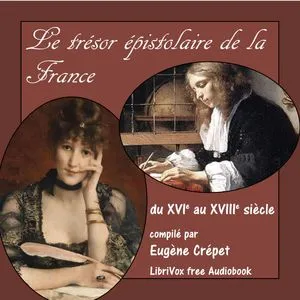 Le trésor épistolaire de la
France
du XVIᵉ au XVIIIᵉ siècle
compilé par
Eugène Crépet
LibriVox free Audiobook